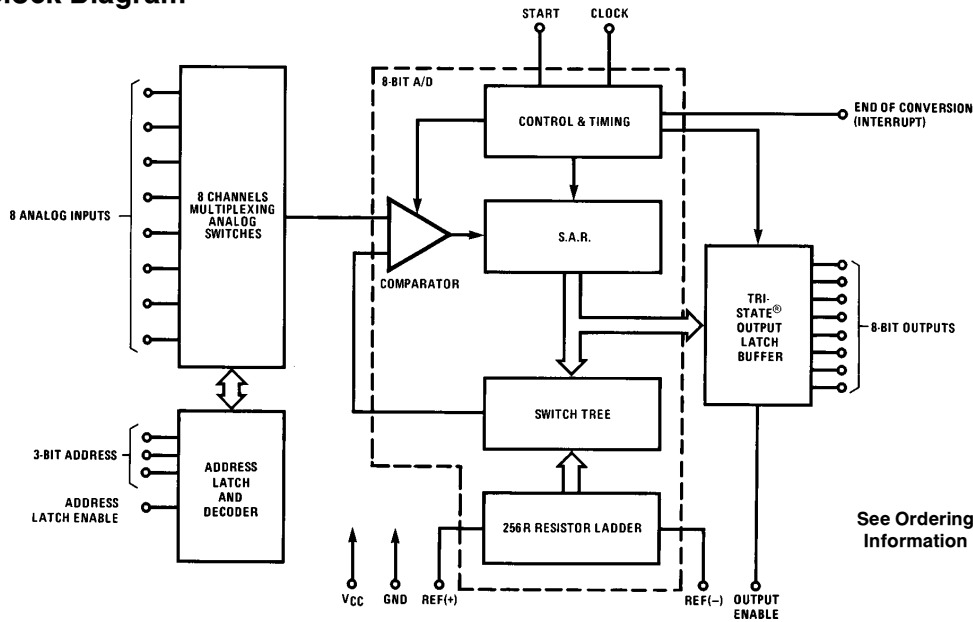 START
CLOCK
8-BIT A/D
CONTROL & TIMING
END OF CONVERSION
(INTERRUPT)
8 ANALOG INPUTS
8 CHANNELS
MULTIPLEXING
ANALOG
SWITCHES
S.A.R.
COMPARATOR
TRI-
STATE®
OUTPUT
LATCH
BUFFER
8-BIT OUTPUTS
SWITCH TREE
3-BIT ADDRESS
ADDRESS
LATCH ENABLE
ADDRESS
LATCH
AND
DECODER
256R RESISTOR LADDER
See Ordering
Information
VCC
GND
REF(+)
REF(−)
OUTPUT
ENABLE